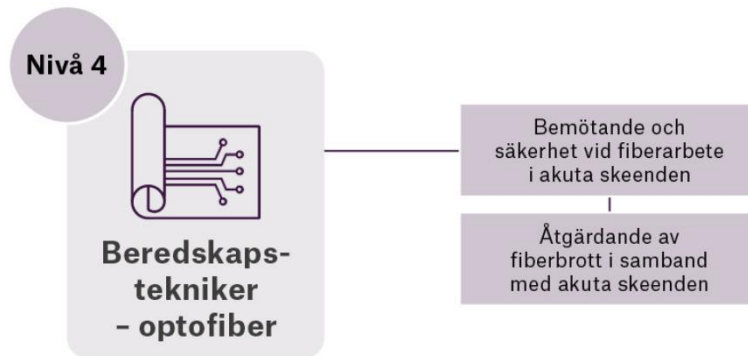 Nivå 4
Beredskaps-
tekniker
– optofiber
Bemötande och
säkerhet vid fiberarbete
i akuta skeenden
Åtgärdande av
fiberbrott i samband
med akuta skeenden